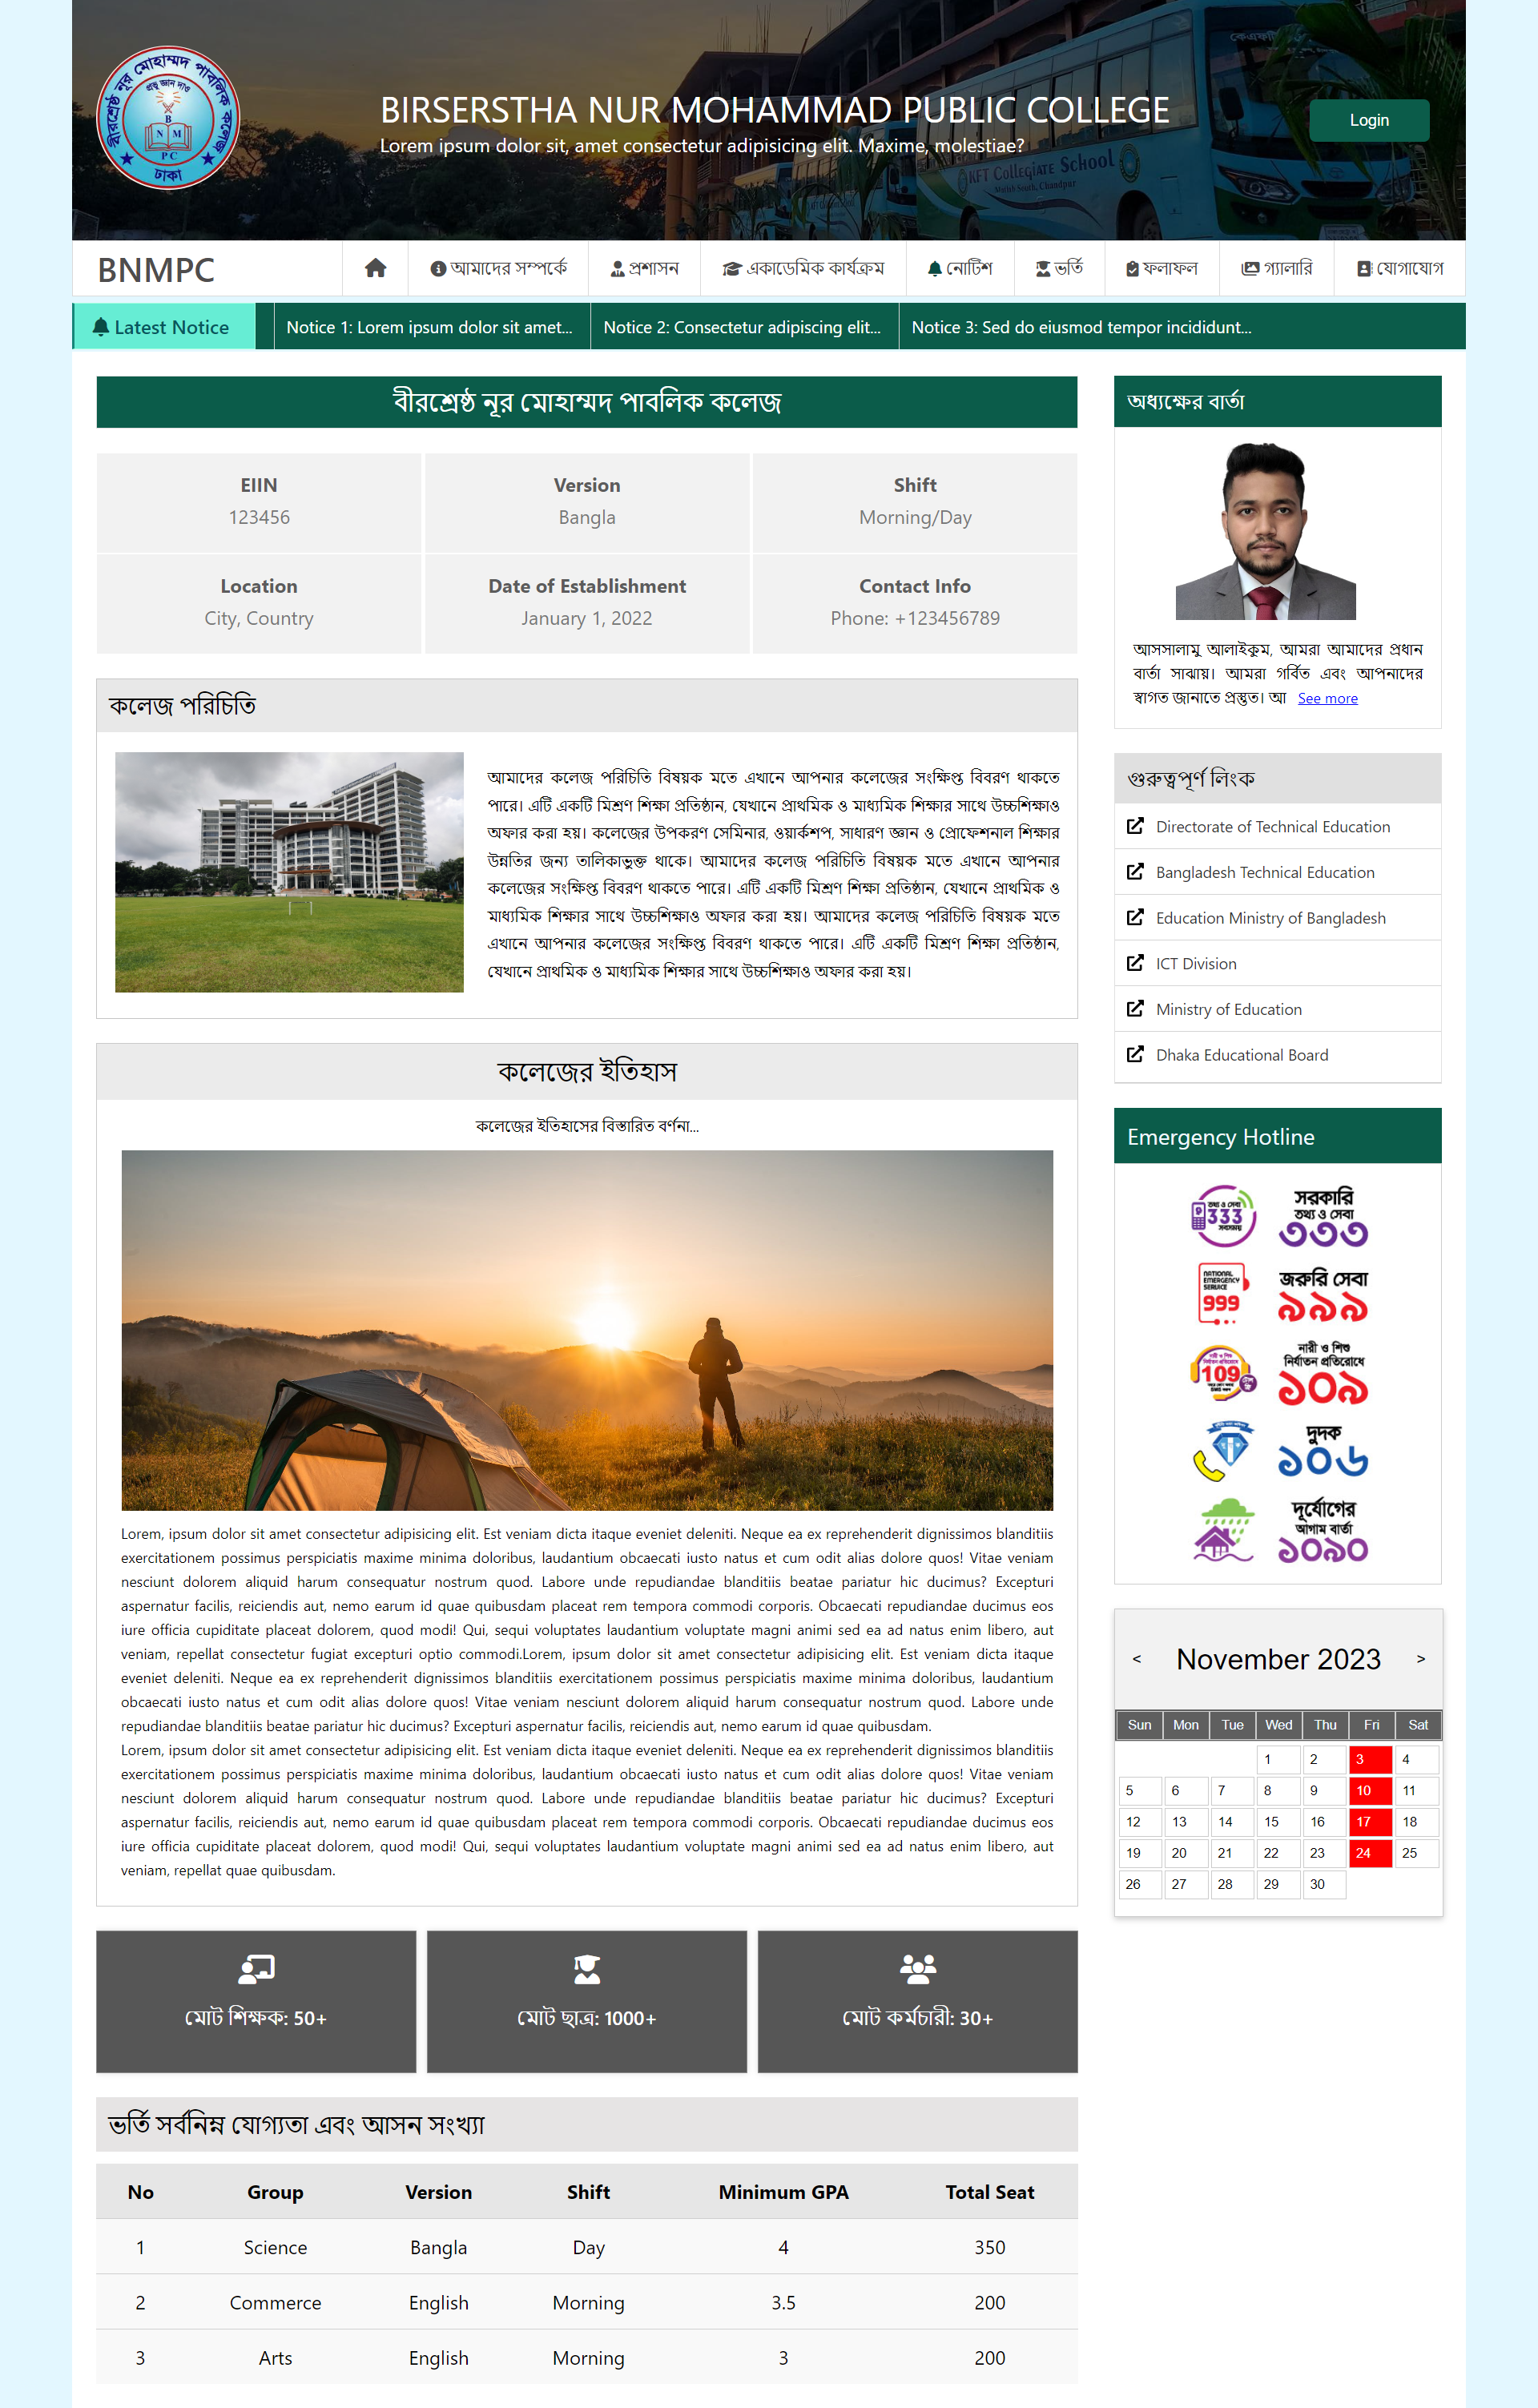 বীরশ্রেষ্ঠ নূর মোহাম্মদ পাবলিক কলেজ
প্রভু জ্ঞান দাও
B
N M
P C
ঢাকা
BIRSERSTHA NUR MOHAMMAD PUBLIC COLLEGE
Lorem ipsum dolor sit, amet consectetur adipisicing elit. Maxime, molestiae?
KFT COLLEGIATE SCHOOL
Login
BNMPC
আমাদের সম্পর্কে
প্রশাসন
একাডেমিক কার্যক্রম
নোটিশ
ভর্তি
ফলাফল
গ্যালারি
যোগাযোগ
Latest Notice
Notice 1: Lorem ipsum dolor sit amet...
Notice 2: Consectetur adipiscing elit...
Notice 3: Sed do eiusmod tempor incididunt...
বীরশ্রেষ্ঠ নূর মোহাম্মদ পাবলিক কলেজ
EIIN
123456
Version
Bangla
Shift
Morning/Day
Location
City, Country
Date of Establishment
January 1, 2022
Contact Info
Phone: +123456789
কলেজ পরিচিতি
আমাদের কলেজ পরিচিতি বিষয়ক মতে এখানে আপনার কলেজের সংক্ষিপ্ত বিবরণ থাকতে
পারে। এটি একটি মিশ্রণ শিক্ষা প্রতিষ্ঠান, যেখানে প্রাথমিক ও মাধ্যমিক শিক্ষার সাথে উচ্চশিক্ষাও
অফার করা হয়। কলেজের উপকরণ সেমিনার, ওয়ার্কশপ, সাধারণ জ্ঞান ও প্রোফেশনাল শিক্ষার
উন্নতির জন্য তালিকাভুক্ত থাকে। আমাদের কলেজ পরিচিতি বিষয়ক মতে এখানে আপনার
কলেজের সংক্ষিপ্ত বিবরণ থাকতে পারে। এটি একটি মিশ্রণ শিক্ষা প্রতিষ্ঠান, যেখানে প্রাথমিক ও
মাধ্যমিক শিক্ষার সাথে উচ্চশিক্ষাও অফার করা হয়। আমাদের কলেজ পরিচিতি বিষয়ক মতে
এখানে আপনার কলেজের সংক্ষিপ্ত বিবরণ থাকতে পারে। এটি একটি মিশ্রণ শিক্ষা প্রতিষ্ঠান,
যেখানে প্রাথমিক ও মাধ্যমিক শিক্ষার সাথে উচ্চশিক্ষাও অফার করা হয়।
কলেজের ইতিহাস
কলেজের ইতিহাসের বিস্তারিত বর্ণনা...
Lorem, ipsum dolor sit amet consectetur adipisicing elit. Est veniam dicta itaque eveniet deleniti. Neque ea ex reprehenderit dignissimos blanditiis
exercitationem possimus perspiciatis maxime minima doloribus, laudantium obcaecati iusto natus et cum odit alias dolore quos! Vitae veniam
nesciunt dolorem aliquid harum consequatur nostrum quod. Labore unde repudiandae blanditiis beatae pariatur hic ducimus? Excepturi
aspernatur facilis, reiciendis aut, nemo earum id quae quibusdam placeat rem tempora commodi corporis. Obcaecati repudiandae ducimus eos
iure officia cupiditate placeat dolorem, quod modi! Qui, sequi voluptates laudantium voluptate magni animi sed ea ad natus enim libero, aut
veniam, repellat consectetur fugiat excepturi optio commodi.Lorem, ipsum dolor sit amet consectetur adipisicing elit. Est veniam dicta itaque
eveniet deleniti. Neque ea ex reprehenderit dignissimos blanditiis exercitationem possimus perspiciatis maxime minima doloribus, laudantium
obcaecati iusto natus et cum odit alias dolore quos! Vitae veniam nesciunt dolorem aliquid harum consequatur nostrum quod. Labore unde
repudiandae blanditiis beatae pariatur hic ducimus? Excepturi aspernatur facilis, reiciendis aut, nemo earum id quae quibusdam.
Lorem, ipsum dolor sit amet consectetur adipisicing elit. Est veniam dicta itaque eveniet deleniti. Neque ea ex reprehenderit dignissimos blanditiis
exercitationem possimus perspiciatis maxime minima doloribus, laudantium obcaecati iusto natus et cum odit alias dolore quos! Vitae veniam
nesciunt dolorem aliquid harum consequatur nostrum quod. Labore unde repudiandae blanditiis beatae pariatur hic ducimus? Excepturi
aspernatur facilis, reiciendis aut, nemo earum id quae quibusdam placeat rem tempora commodi corporis. Obcaecati repudiandae ducimus eos
iure officia cupiditate placeat dolorem, quod modi! Qui, sequi voluptates laudantium voluptate magni animi sed ea ad natus enim libero, aut
veniam, repellat quae quibusdam.
মোট শিক্ষক: 50+
মোট ছাত্র: 1000+
মোট কর্মচারী: 30+
ভর্তি সর্বনিম্ন যোগ্যতা এবং আসন সংখ্যা
No Group Version Shift Minimum GPA Total Seat
1 Science Bangla Day 4 350
2 Commerce English Morning 3.5 200
3 Arts English Morning 3 200
অধ্যক্ষের বার্তা
আসসালামু আলাইকুম, আমরা আমাদের প্রধান
বার্তা সাঝায়। আমরা গর্বিত এবং আপনাদের
স্বাগত জানাতে প্রস্তুত। আ See more
গুরুত্বপূর্ণ লিংক
Directorate of Technical Education
Bangladesh Technical Education
Education Ministry of Bangladesh
ICT Division
Ministry of Education
Dhaka Educational Board
Emergency Hotline
তথ্য ও সেবা
333
সবসময়
সরকারি
তথ্য ও সেবা
৩৩৩
NATIONAL
EMERGENCY
SERVICE
999
জরুরি সেবা
৯৯৯
109
নারী ও শিশু
নির্যাতন প্রতিরোধে
১০৯
দুদক
১০৬
দূর্যোগের
আগাম বার্তা
১০৯০
< November 2023 >
Sun Mon Tue Wed Thu Fri Sat
1 2 3 4
5 6 7 8 9 10 11
12 13 14 15 16 17 18
19 20 21 22 23 24 25
26 27 28 29 30